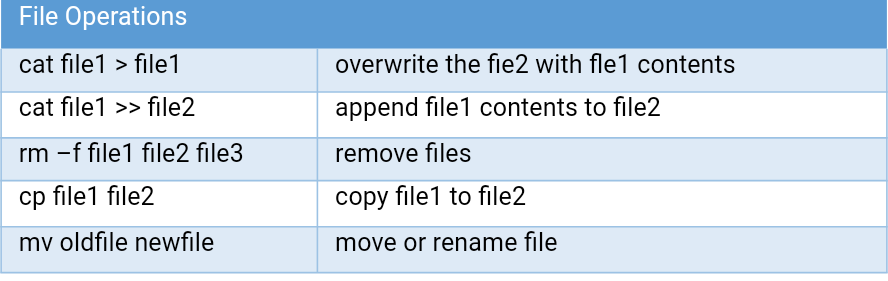 File Operations
cat file1 > file1 overwrite the fie2 with fle1 contents
cat file1 >> file2 append file1 contents to file2
rm –f file1 file2 file3 remove files
cp file1 file2 copy file1 to file2
mv oldfile newfile move or rename file